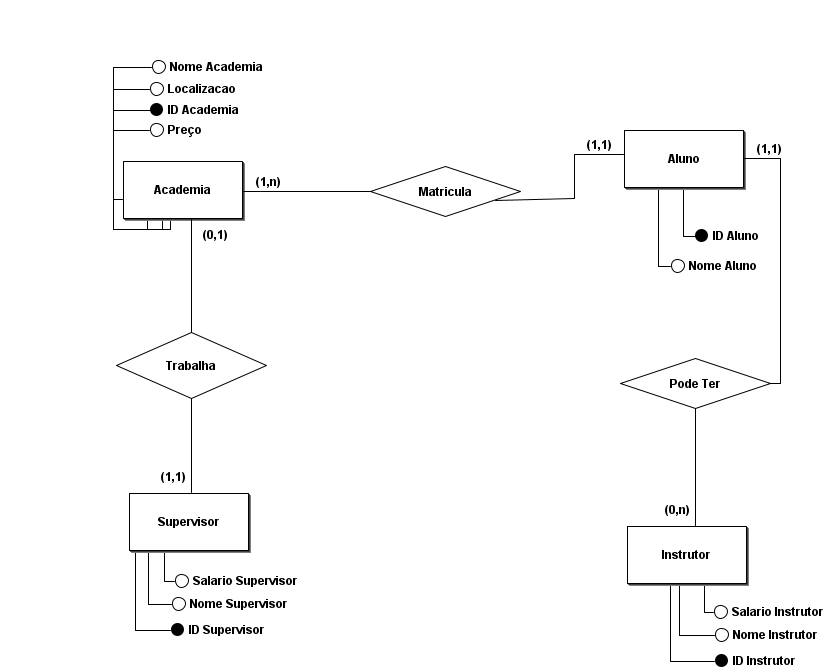 Nome Academia
Localizacao
ID Academia
Preço
Academia
(1,n)
Matricula
(1,1)
Aluno
(1,1)
(0,1)
ID Aluno
Nome Aluno
Trabalha
Pode Ter
(1,1)
Supervisor
(0,n)
Instrutor
Salario Supervisor
Nome Supervisor
ID Supervisor
Salario Instrutor
Nome Instrutor
ID Instrutor